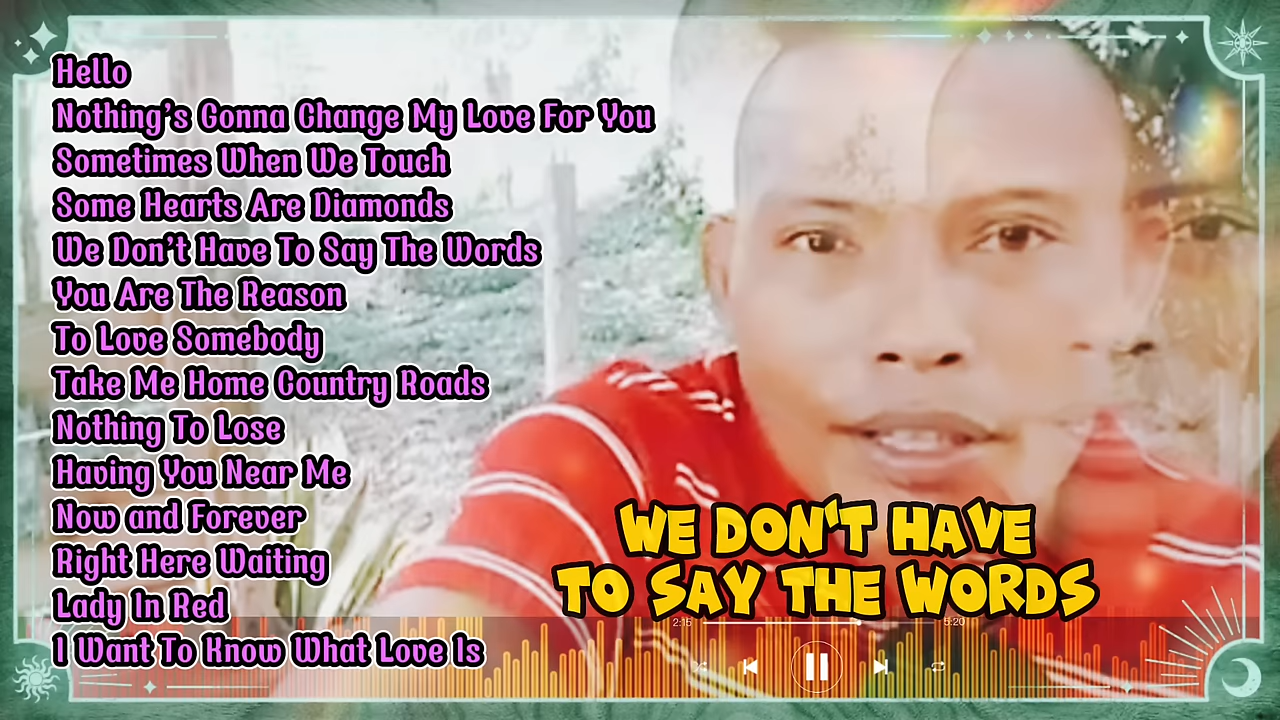 Hello
Nothing's Gonna Change My Love For You
Sometimes When We Touch
Some Hearts Are Diamonds
We Don't Have To Say The Words
You Are The Reason
To Love Somebody
Take Me Home Country Roads
Nothing To Lose
Having You Near Me
Now and Forever
Right Here Waiting
Lady In Red
I Want To Know What Love Is
WE DON'T HAVE
TO SAY THE WORDS
2:15 5:20